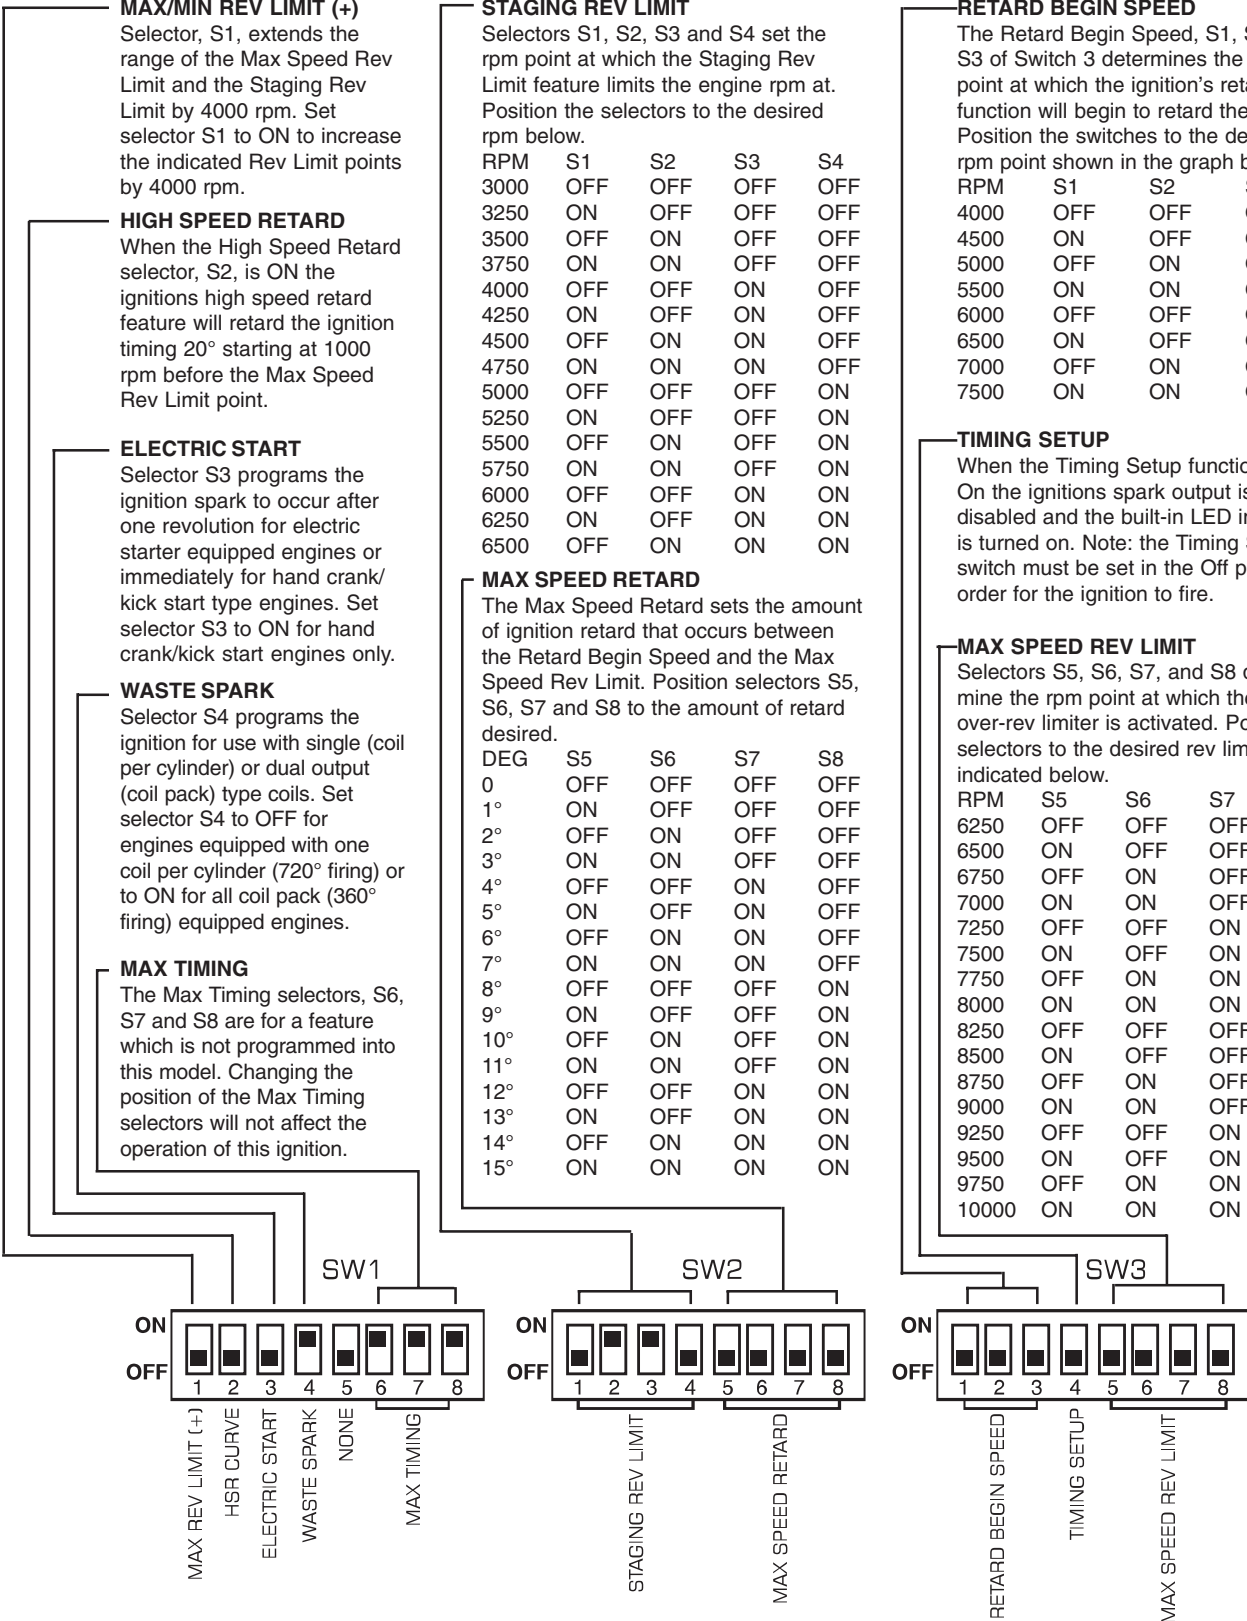 MAX/MIN REV LIMIT (+)
Selector, S1, extends the
range of the Max Speed Rev
Limit and the Staging Rev
Limit by 4000 rpm. Set
selector S1 to ON to increase
the indicated Rev Limit points
by 4000 rpm.
HIGH SPEED RETARD
When the High Speed Retard
selector, S2, is ON the
ignitions high speed retard
feature will retard the ignition
timing 20° starting at 1000
rpm before the Max Speed
Rev Limit point.
ELECTRIC START
Selector S3 programs the
ignition spark to occur after
one revolution for electric
starter equipped engines or
immediately for hand crank/
kick start type engines. Set
selector S3 to ON for hand
crank/kick start engines only.
WASTE SPARK
Selector S4 programs the
ignition for use with single (coil
per cylinder) or dual output
(coil pack) type coils. Set
selector S4 to OFF for
engines equipped with one
coil per cylinder (720° firing) or
to ON for all coil pack (360°
firing) equipped engines.
MAX TIMING
The Max Timing selectors, S6,
S7 and S8 are for a feature
which is not programmed into
this model. Changing the
position of the Max Timing
selectors will not affect the
operation of this ignition.
STAGING REV LIMIT
Selectors S1, S2, S3 and S4 set the
rpm point at which the Staging Rev
Limit feature limits the engine rpm at.
Position the selectors to the desired
rpm below.
RPM S1 S2 S3 S4
3000 OFF OFF OFF OFF
3250 ON OFF OFF OFF
3500 OFF ON OFF OFF
3750 ON ON OFF OFF
4000 OFF OFF ON OFF
4250 ON OFF ON OFF
4500 OFF ON ON OFF
4750 ON ON ON OFF
5000 OFF OFF OFF ON
5250 ON OFF OFF ON
5500 OFF ON OFF ON
5750 ON ON OFF ON
6000 OFF OFF ON ON
6250 ON OFF ON ON
6500 OFF ON ON ON
MAX SPEED RETARD
The Max Speed Retard sets the amount
of ignition retard that occurs between
the Retard Begin Speed and the Max
Speed Rev Limit. Position selectors S5,
S6, S7 and S8 to the amount of retard
desired.
DEG S5 S6 S7 S8
0 OFF OFF OFF OFF
1° ON OFF OFF OFF
2° OFF ON OFF OFF
3° ON ON OFF OFF
4° OFF OFF ON OFF
5° ON OFF ON OFF
6° OFF ON ON OFF
7° ON ON ON OFF
8° OFF OFF OFF ON
9° ON OFF OFF ON
10° OFF ON OFF ON
11° ON ON OFF ON
12° OFF OFF ON ON
13° ON OFF ON ON
14° OFF ON ON ON
15° ON ON ON ON
RETARD BEGIN SPEED
The Retard Begin Speed, S1,
S3 of Switch 3 determines the
point at which the ignition's
function will begin to retard the
Position the switches to the
rpm point shown in the graph
RPM S1 S2
4000 OFF OFF
4500 ON OFF
5000 OFF ON
5500 ON ON
6000 OFF OFF
6500 ON OFF
7000 OFF ON
7500 ON ON
TIMING SETUP
When the Timing Setup
On the ignitions spark output is
disabled and the built-in LED
is turned on. Note: the Timing
switch must be set in the Off
order for the ignition to fire.
MAX SPEED REV LIMIT
Selectors S5, S6, S7, and S8
mine the rpm point at which the
over-rev limiter is activated.
selectors to the desired rev
indicated below.
RPM S5 S6 S7
6250 OFF OFF OFF
6500 ON OFF OFF
6750 OFF ON OFF
7000 ON ON OFF
7250 OFF OFF ON
7500 ON OFF ON
7750 OFF ON ON
8000 ON ON ON
8250 OFF OFF OFF
8500 ON OFF OFF
8750 OFF ON OFF
9000 ON ON OFF
9250 OFF OFF ON
9500 ON OFF ON
9750 OFF ON ON
10000 ON ON ON
SW1
ON
OFF
1 2 3 4 5 6 7 8
MAX REV LIMIT (+)
HSR CURVE
ELECTRIC START
WASTE SPARK
NONE
MAX TIMING
SW2
ON
OFF
1 2 3 4 5 6 7 8
STAGING REV LIMIT
MAX SPEED RETARD
SW3
ON
OFF
1 2 3 4 5 6 7 8
RETARD BEGIN SPEED
TIMING SETUP
MAX SPEED REV LIMIT